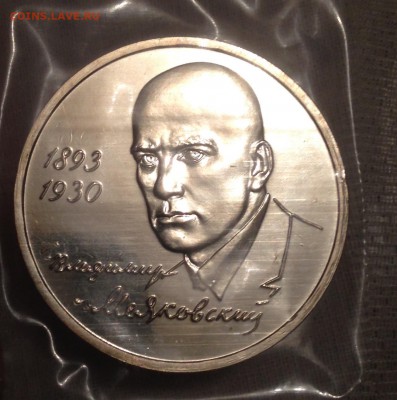 COINS.LAVE.RU
1893
1930
Владимир
Маяковский